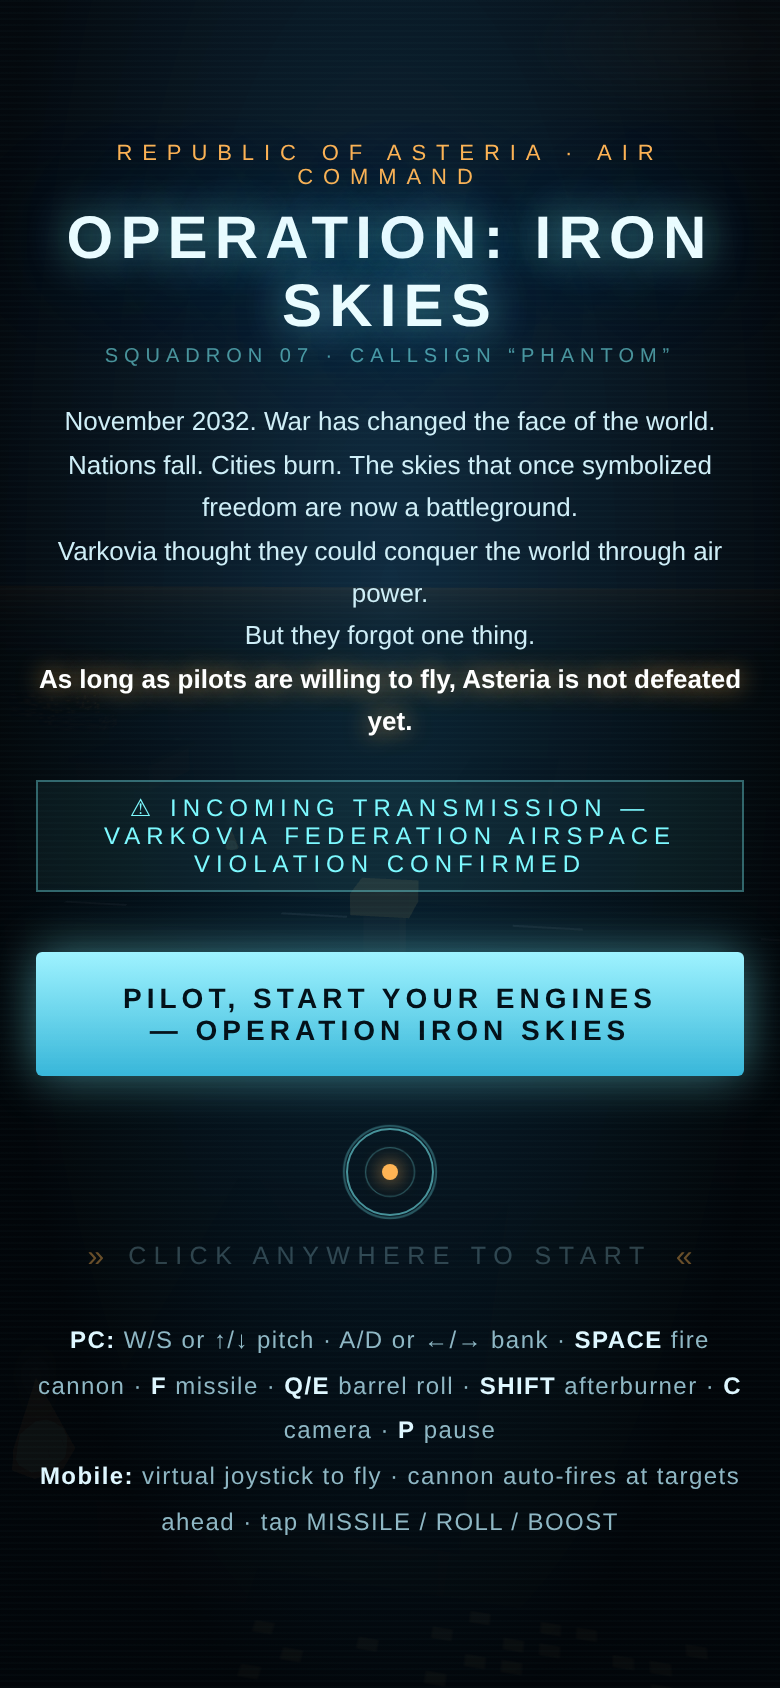 REPUBLIC OF ASTERIA · AIR
COMMAND
OPERATION: IRON
SKIES
SQUADRON 07 · CALLSIGN “PHANTOM”
November 2032. War has changed the face of the world.
Nations fall. Cities burn. The skies that once symbolized
freedom are now a battleground.
Varkovia thought they could conquer the world through air
power.
But they forgot one thing.
As long as pilots are willing to fly, Asteria is not defeated
yet.
⚠ INCOMING TRANSMISSION —
VARKOVIA FEDERATION AIRSPACE
VIOLATION CONFIRMED
PILOT, START YOUR ENGINES
— OPERATION IRON SKIES
» CLICK ANYWHERE TO START «
PC: W/S or ↑/↓ pitch · A/D or ←/→ bank · SPACE fire
cannon · F missile · Q/E barrel roll · SHIFT afterburner · C
camera · P pause
Mobile: virtual joystick to fly · cannon auto-fires at targets
ahead · tap MISSILE / ROLL / BOOST